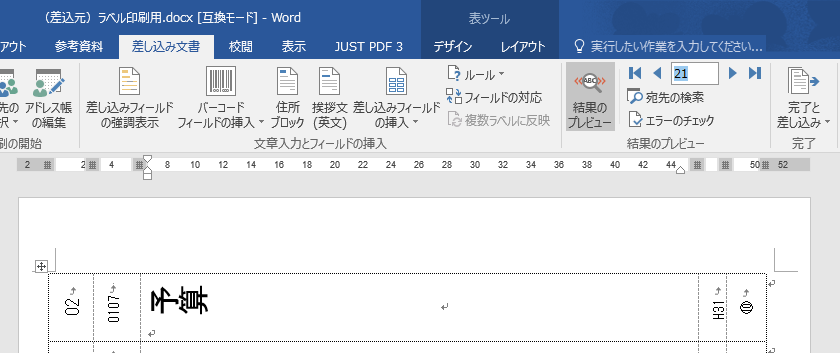 (差込元) ラベル印刷用.docx [互換モード] - Word
表ツール
アウト 参考資料 差し込み文書 校閲 表示 JUST PDF 3 デザイン レイアウト 実行したい作業を入力してください...
先の択 アドレス帳の編集
差し込みフィールドの強調表示
バーコードフィールドの挿入
住所ブロック
挨拶文(英文)
差し込みフィールドの挿入
ルール
フィールドの対応
複数ラベルに反映
結果のプレビュー
21
宛先の検索
エラーのチェック
完了と差し込み
刷の開始 文章入力とフィールドの挿入 結果のプレビュー 完了
2 2 4 8 10 12 14 16 18 20 22 24 26 28 30 32 34 36 38 40 42 44 50 52
02
0107
予算
H31